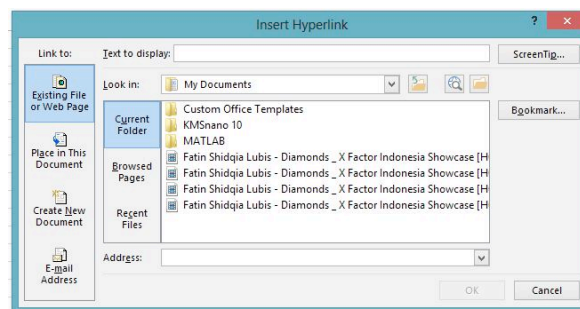 Insert Hyperlink
? x
Link to:
Text to display:
ScreenTip...
Existing File
or Web Page
Look in:
My Documents
Bookmark...
Current
Folder
Custom Office Templates
KMSnano 10
MATLAB
Place in This
Document
Browsed
Pages
Fatin Shidqia Lubis - Diamonds _ X Factor Indonesia Showcase [H
Fatin Shidqia Lubis - Diamonds _ X Factor Indonesia Showcase [H
Fatin Shidqia Lubis - Diamonds _ X Factor Indonesia Showcase [H
Fatin Shidqia Lubis - Diamonds _ X Factor Indonesia Showcase [H
Create New
Document
Recent
Files
E-mail
Address
Address:
OK
Cancel